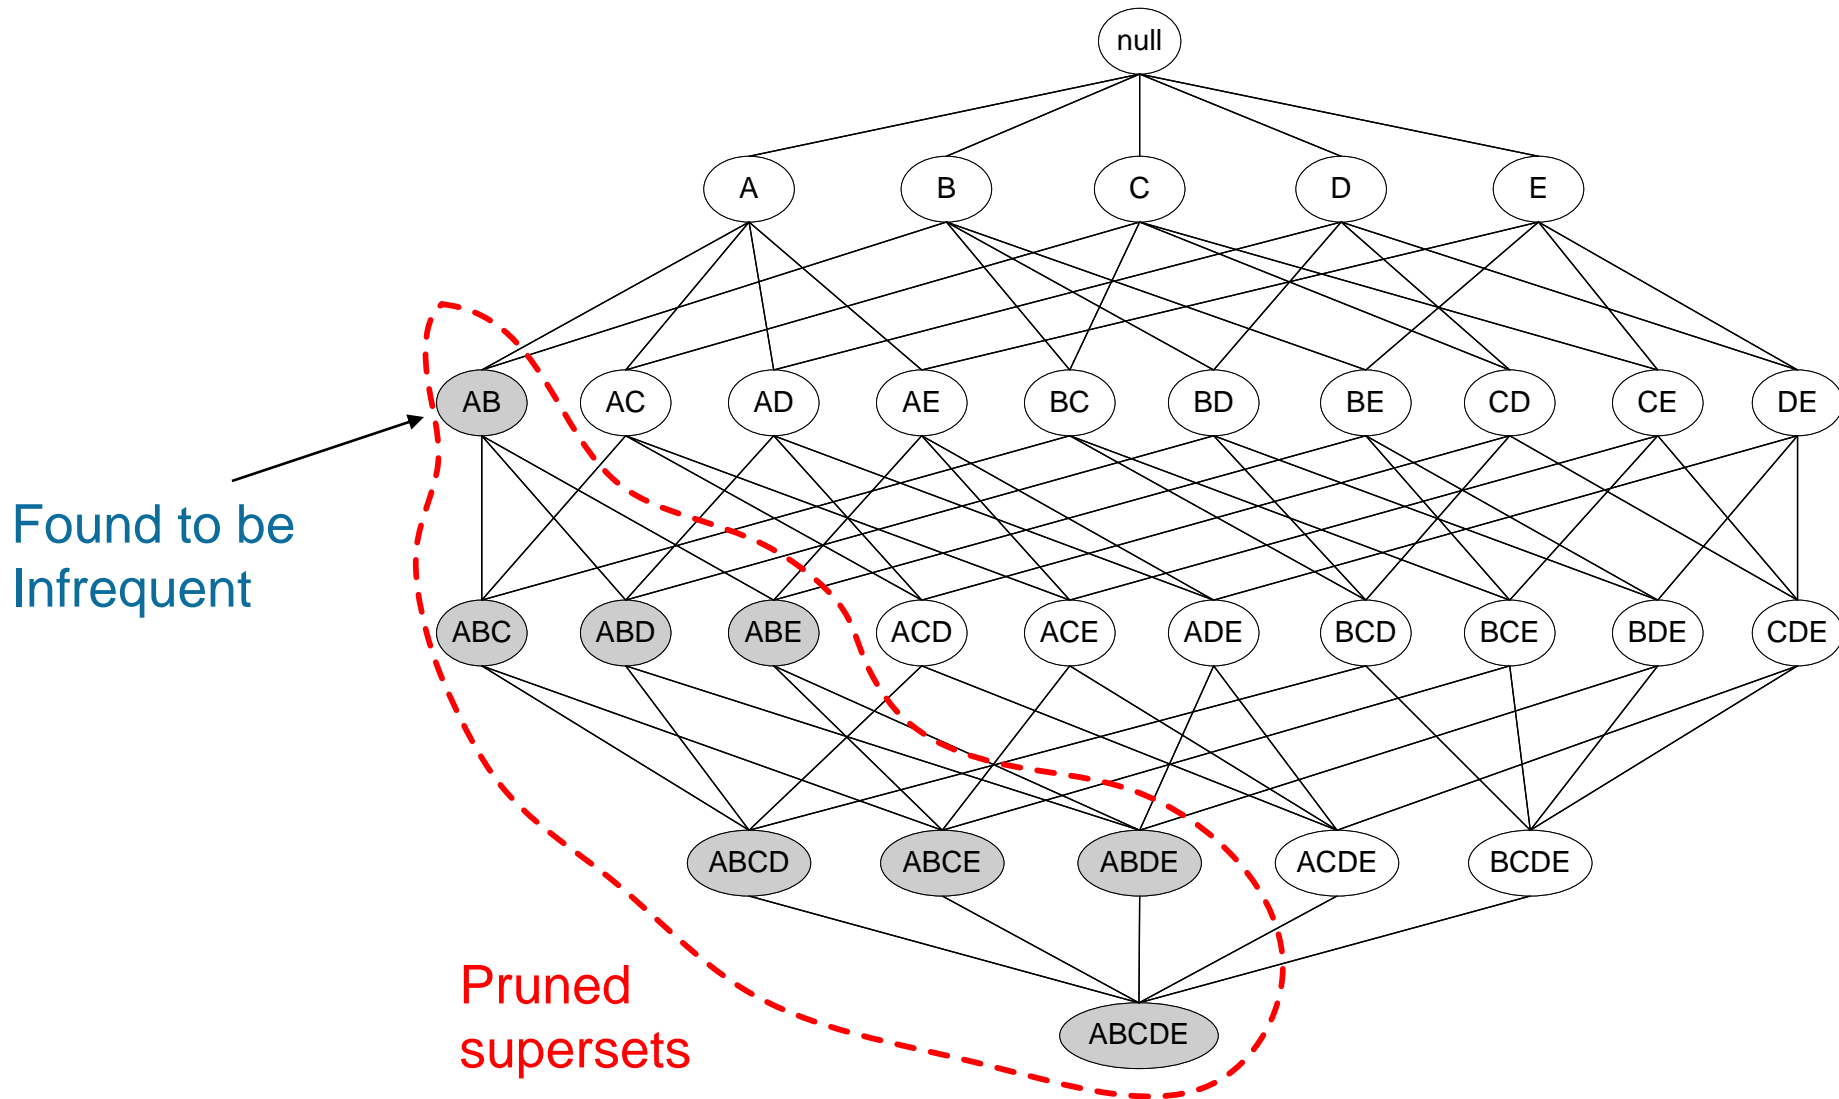 null
A B C D E
AB AC AD AE BC BD BE CD CE DE
Found to be
Infrequent
ABC ABD ABE ACD ACE ADE BCD BCE BDE CDE
ABCD ABCE ABDE ACDE BCDE
Pruned
supersets
ABCDE